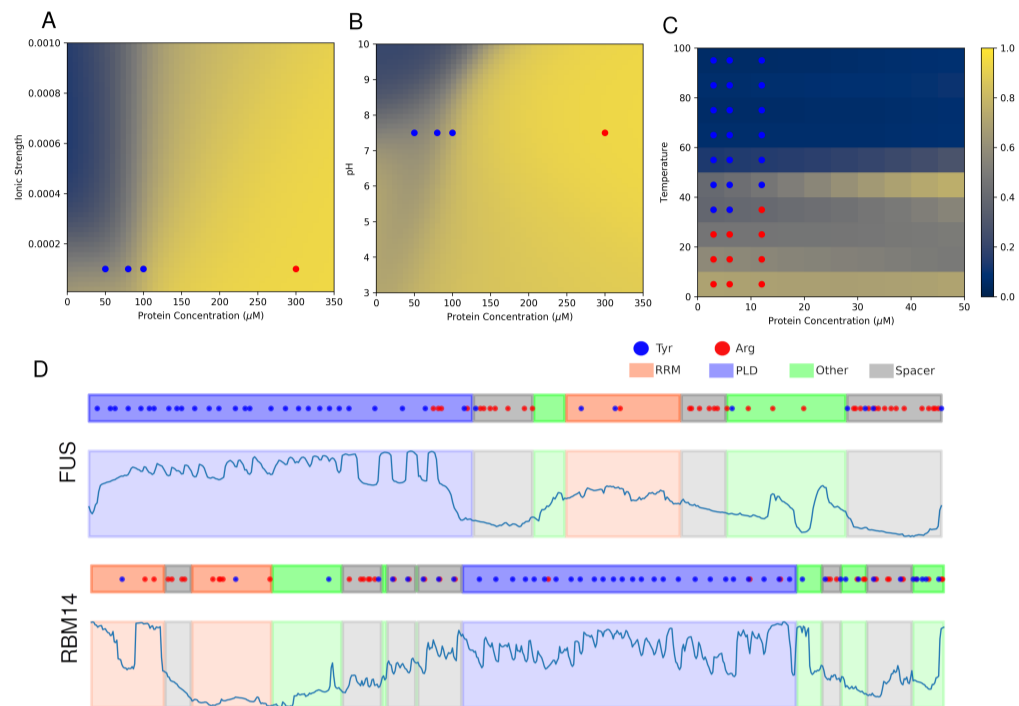 A
B
C
0.0010
0.0008
0.0006
0.0004
0.0002
Ionic Strength
0 50 100 150 200 250 300 350
Protein Concentration (μM)
10
9
8
7
6
5
4
3
pH
0 50 100 150 200 250 300 350
Protein Concentration (μM)
100
80
60
40
20
0
Temperature
0 10 20 30 40 50
Protein Concentration (μM)
1.0
0.8
0.6
0.4
0.2
0.0
D
Tyr Arg
RRM PLD Other Spacer
FUS
RBM14